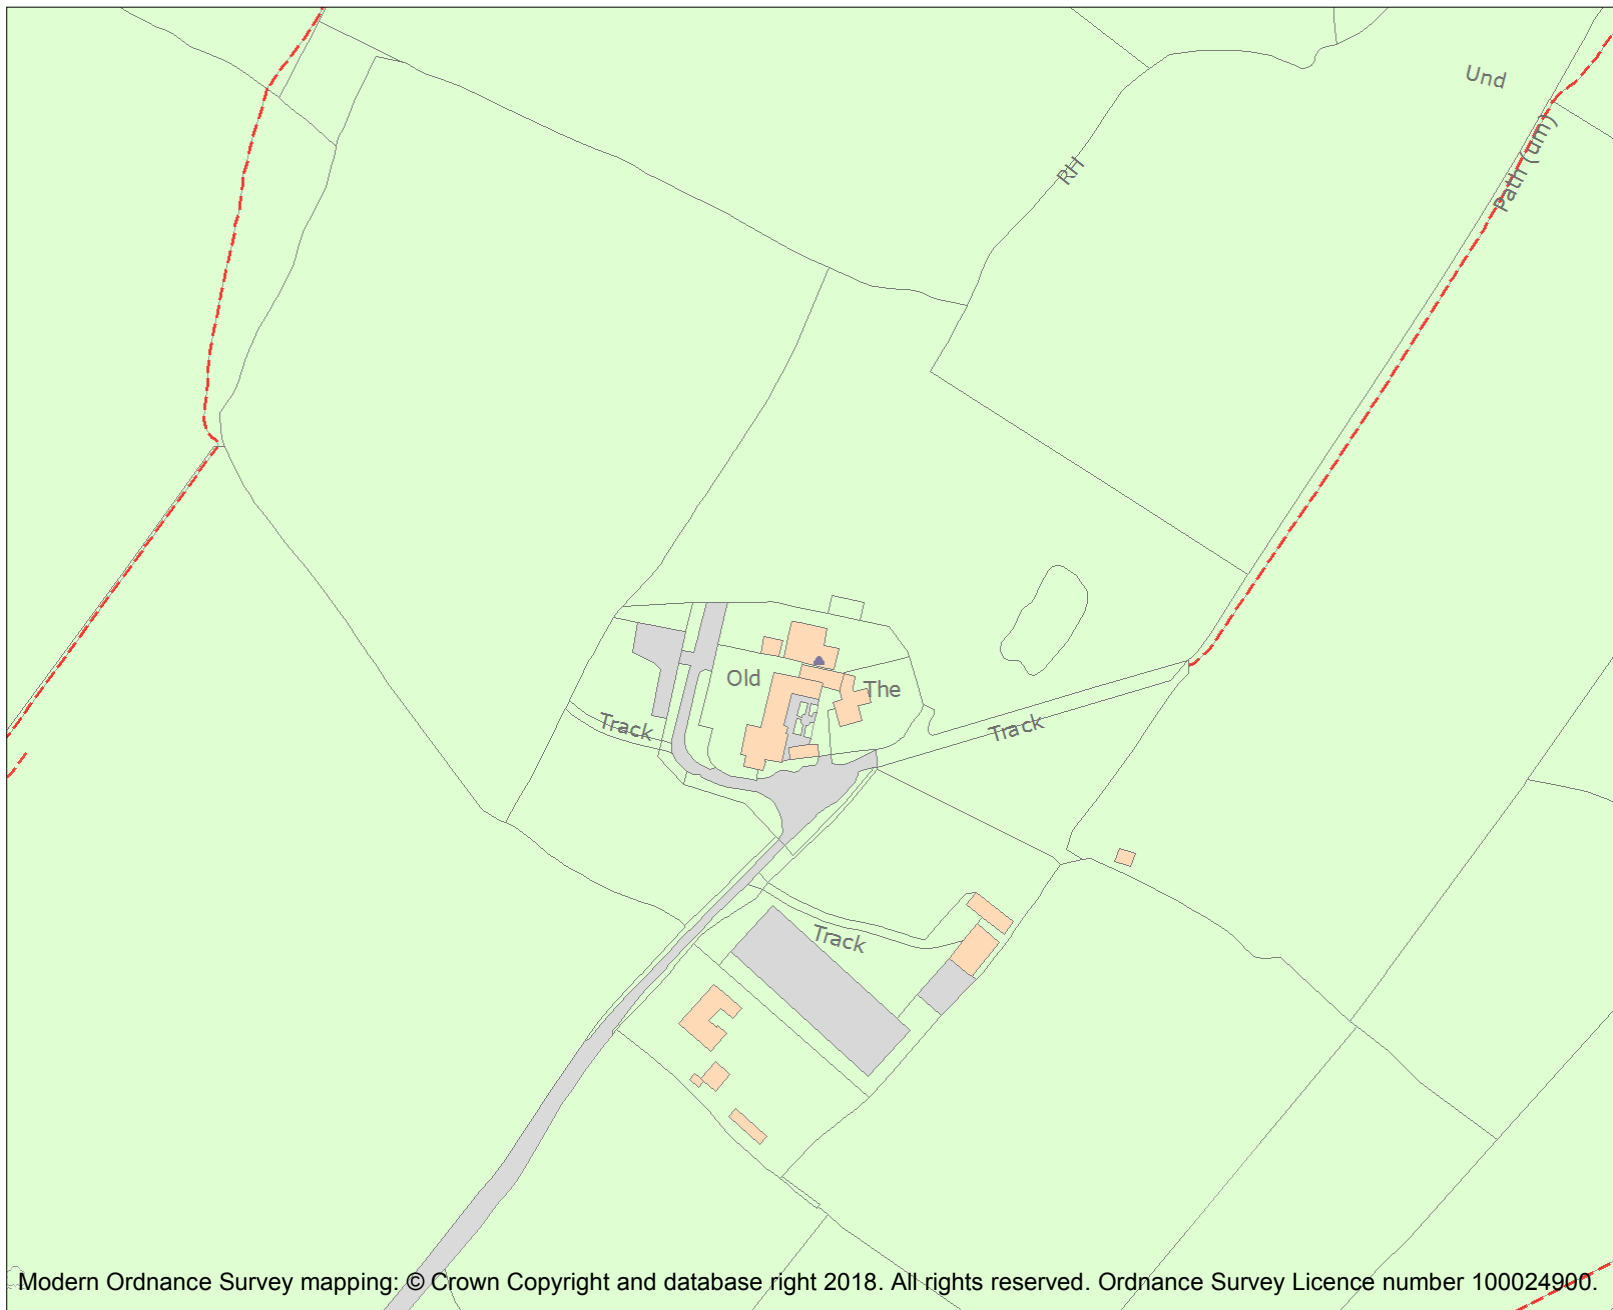 Und
Path (um)
RH
Old
The
Track
Track
Track
Modern Ordnance Survey mapping: © Crown Copyright and database right 2018. All rights reserved. Ordnance Survey Licence number 100024900.